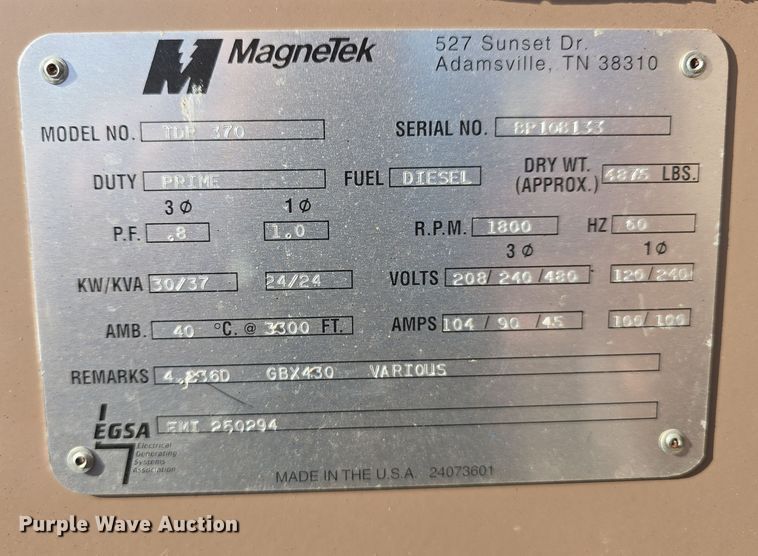 MagneTek
527 Sunset Dr.
Adamsville, TN 38310
MODEL NO. TDP 370 SERIAL NO. 8P108133
DUTY PRIME FUEL DIESEL DRY WT. (APPROX.) 4875 LBS.
3Ø 1Ø
P.F. .8 1.0 R.P.M. 1800 HZ 60
3Ø 1Ø
KW/KVA 30/37 24/24 VOLTS 208/240/480 120/240
AMB. 40 °C. @ 3300 FT. AMPS 104/90/45 100/100
REMARKS 4.236D GBX430 VARIOUS
EGSA EMI 250294
Electrical
Generating
Systems
Association
MADE IN THE U.S.A. 24073601
Purple Wave Auction